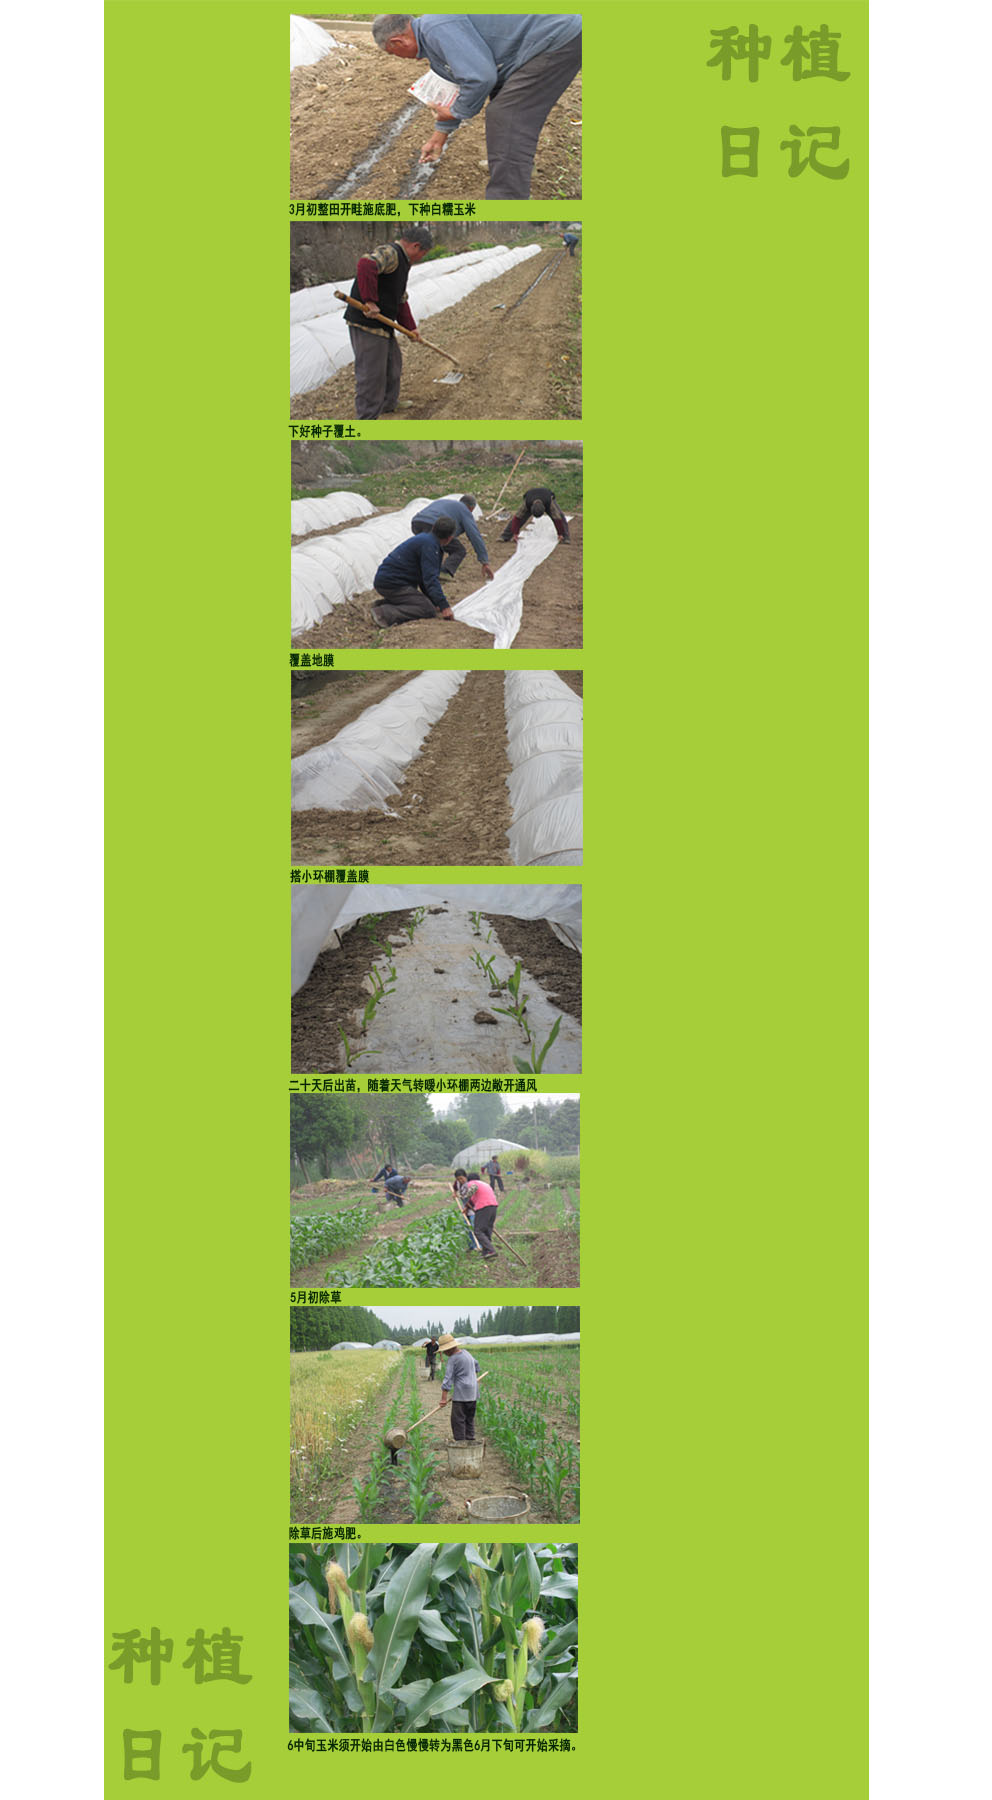 种植
日记
3月初整田开畦施底肥，下种白糯玉米
下好种子覆土。
覆盖地膜
搭小环棚覆盖膜
二十天后出苗，随着天气转暖小环棚两边敞开通风
5月初除草
除草后施鸡肥。
6中旬玉米须开始由白色慢慢转为黑色6月下旬可开始采摘。
种植
日记